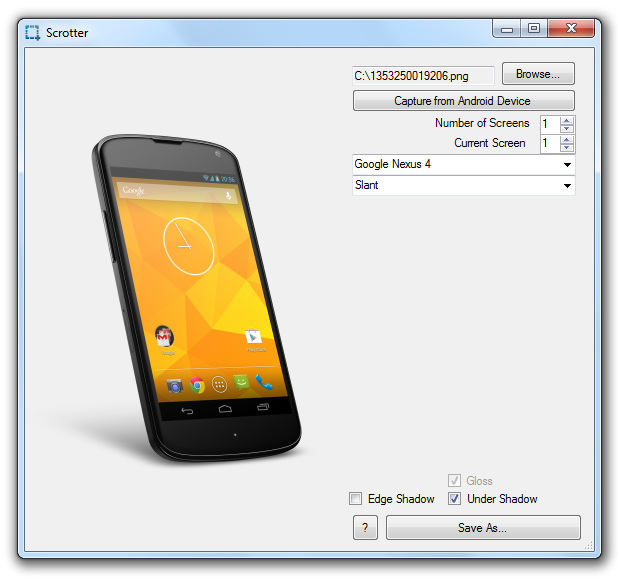 Scrotter
C:\1353250019206.png
Browse...
Capture from Android Device
Number of Screens 1
Current Screen 1
Google Nexus 4
Slant
20:56
Google
Gloss
Edge Shadow
Under Shadow
?
Save As...